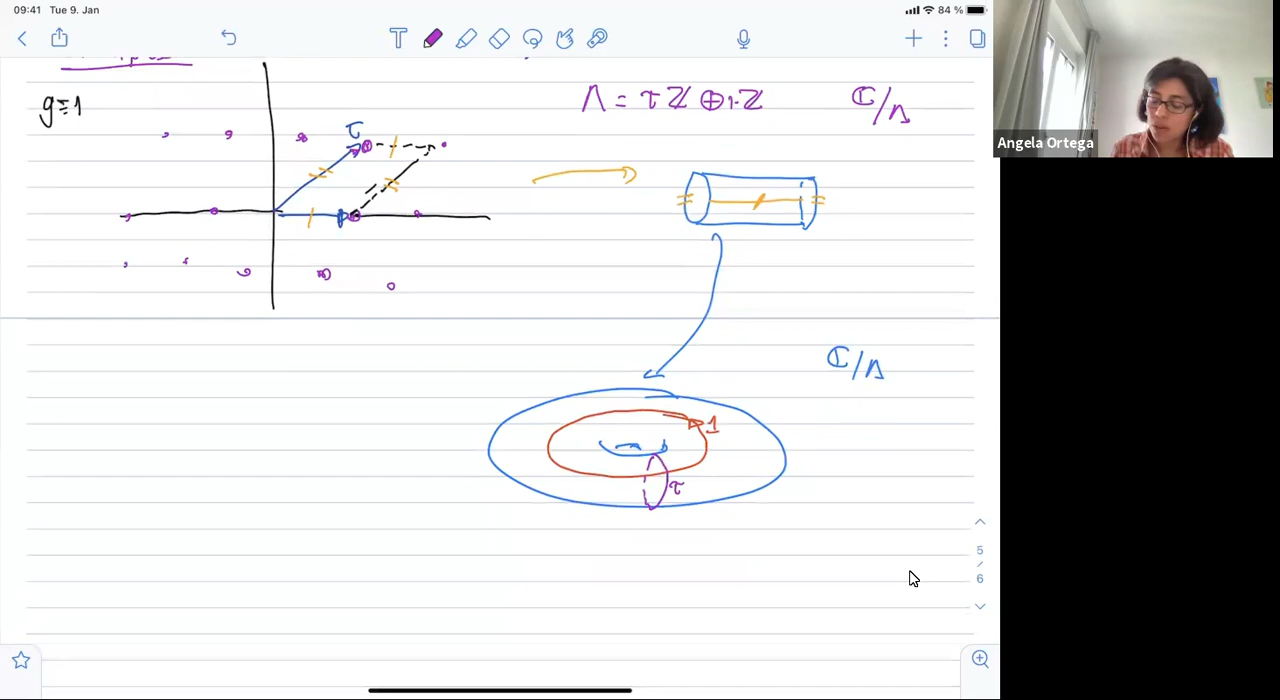 09:41 Tue 9. Jan
84 %
T
g=1
Λ = τℤ ⊕ 1·ℤ
ℂ/Λ
τ
Angela Ortega
ℂ/Λ
1
τ
5
/
6